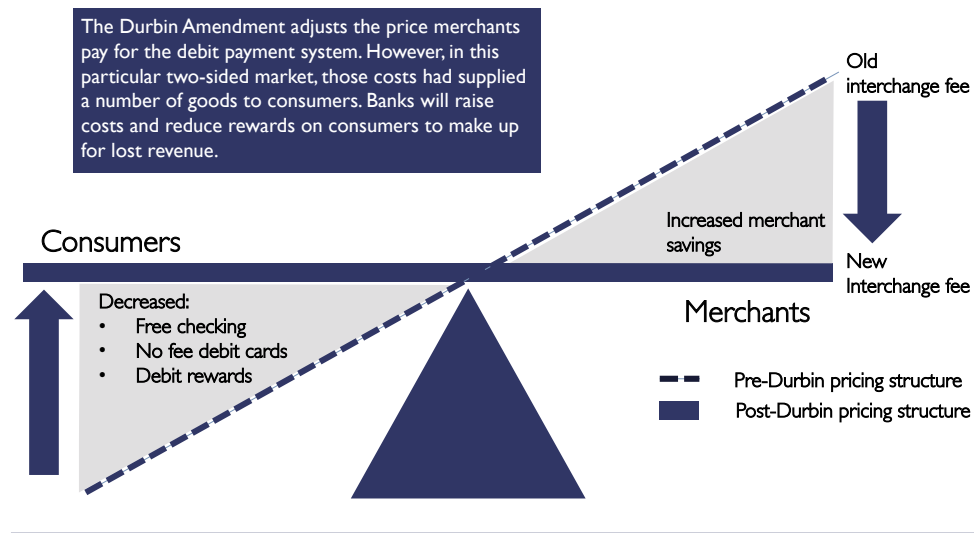 The Durbin Amendment adjusts the price merchants
pay for the debit payment system. However, in this
particular two-sided market, those costs had supplied
a number of goods to consumers. Banks will raise
costs and reduce rewards on consumers to make up
for lost revenue.
Old
interchange fee
Increased merchant
savings
Consumers
New
Interchange fee
Decreased:
• Free checking
• No fee debit cards
• Debit rewards
Merchants
Pre-Durbin pricing structure
Post-Durbin pricing structure